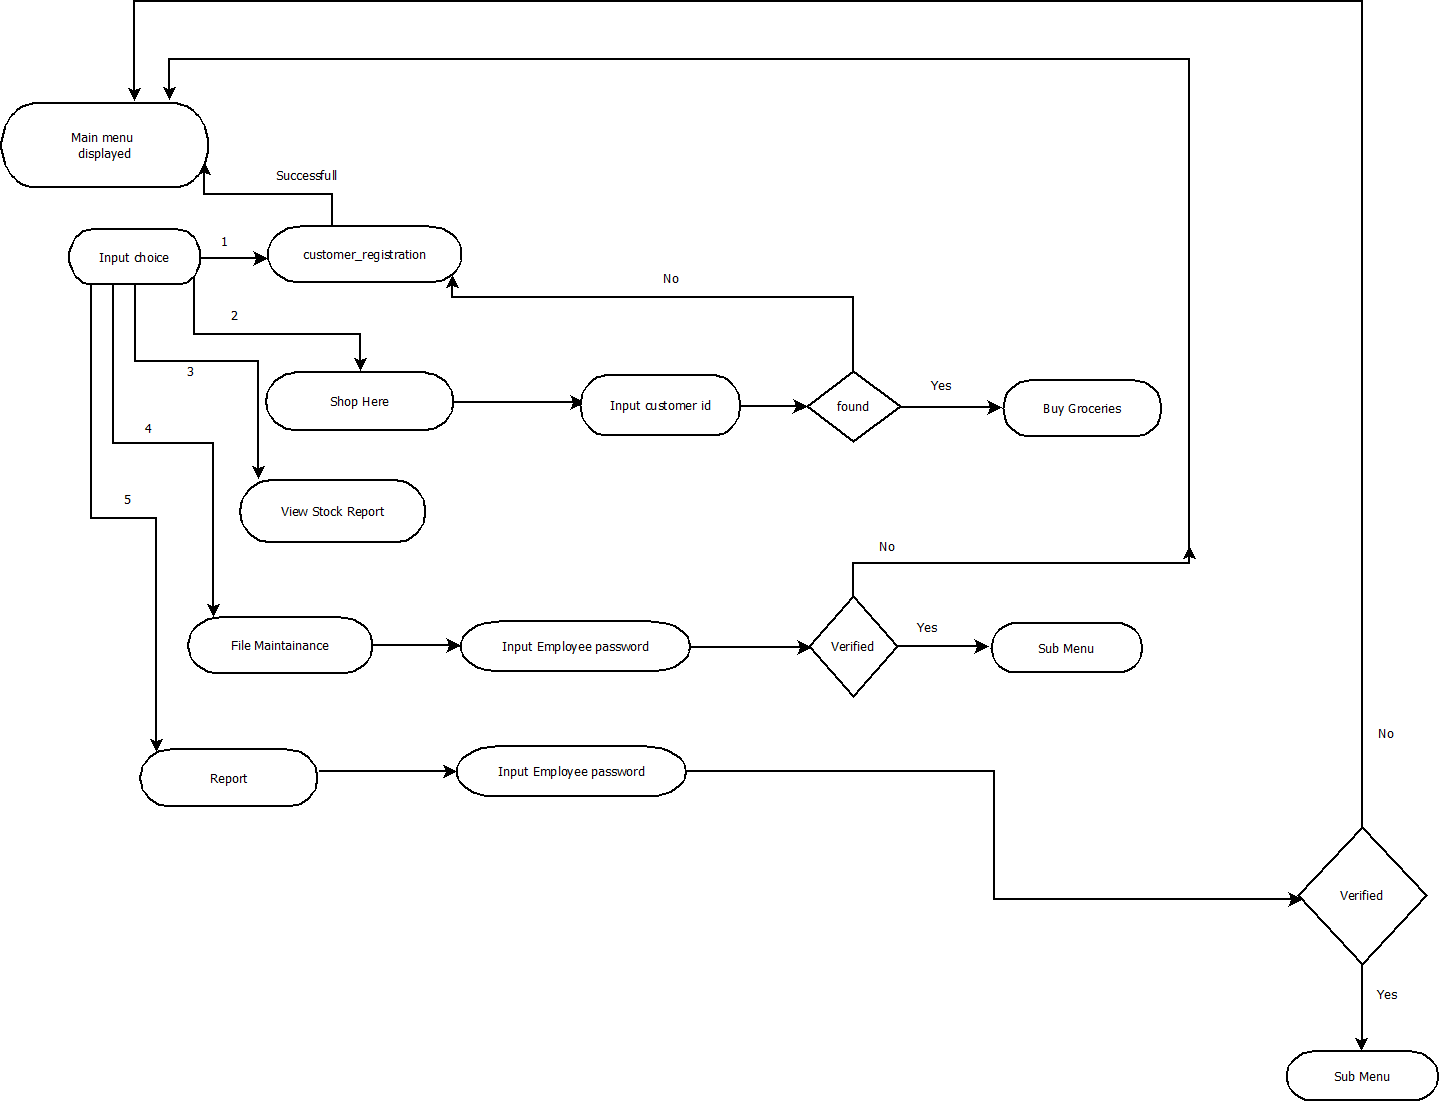 Main menu
displayed
Successfull
Input choice
1
customer_registration
No
2
3
Shop Here
Input customer id
found
Yes
Buy Groceries
4
5
View Stock Report
No
File Maintainance
Input Employee password
Verified
Yes
Sub Menu
No
Report
Input Employee password
Verified
Yes
Sub Menu